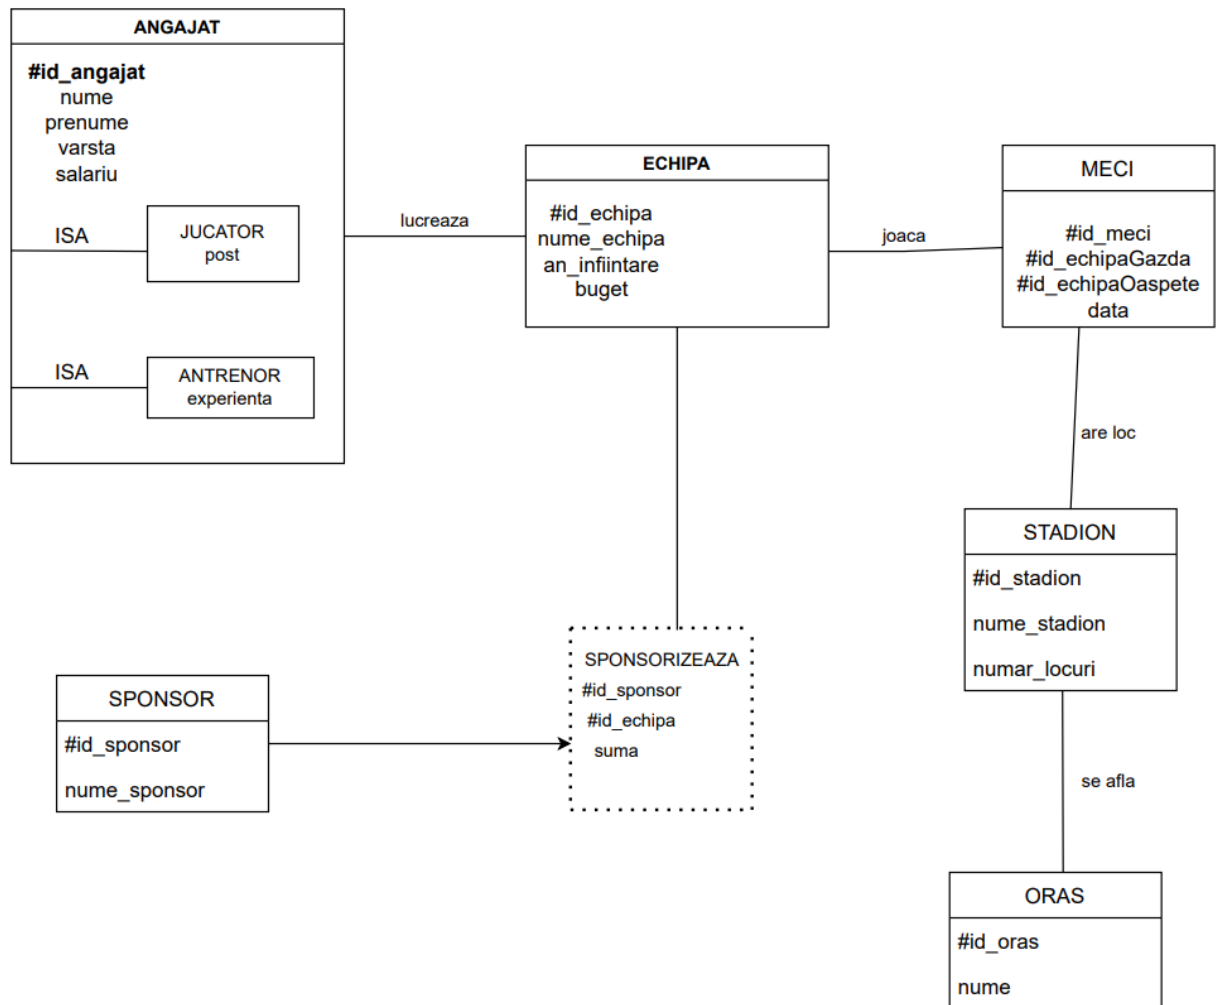 ANGAJAT
#id_angajat
nume
prenume
varsta
salariu
ISA
JUCATOR
post
ISA
ANTRENOR
experienta
lucreaza
ECHIPA
#id_echipa
nume_echipa
an_infiintare
buget
joaca
MECI
#id_meci
#id_echipaGazda
#id_echipaOaspete
data
are loc
STADION
#id_stadion
nume_stadion
numar_locuri
SPONSORIZEAZA
#id_sponsor
#id_echipa
suma
SPONSOR
#id_sponsor
nume_sponsor
se afla
ORAS
#id_oras
nume